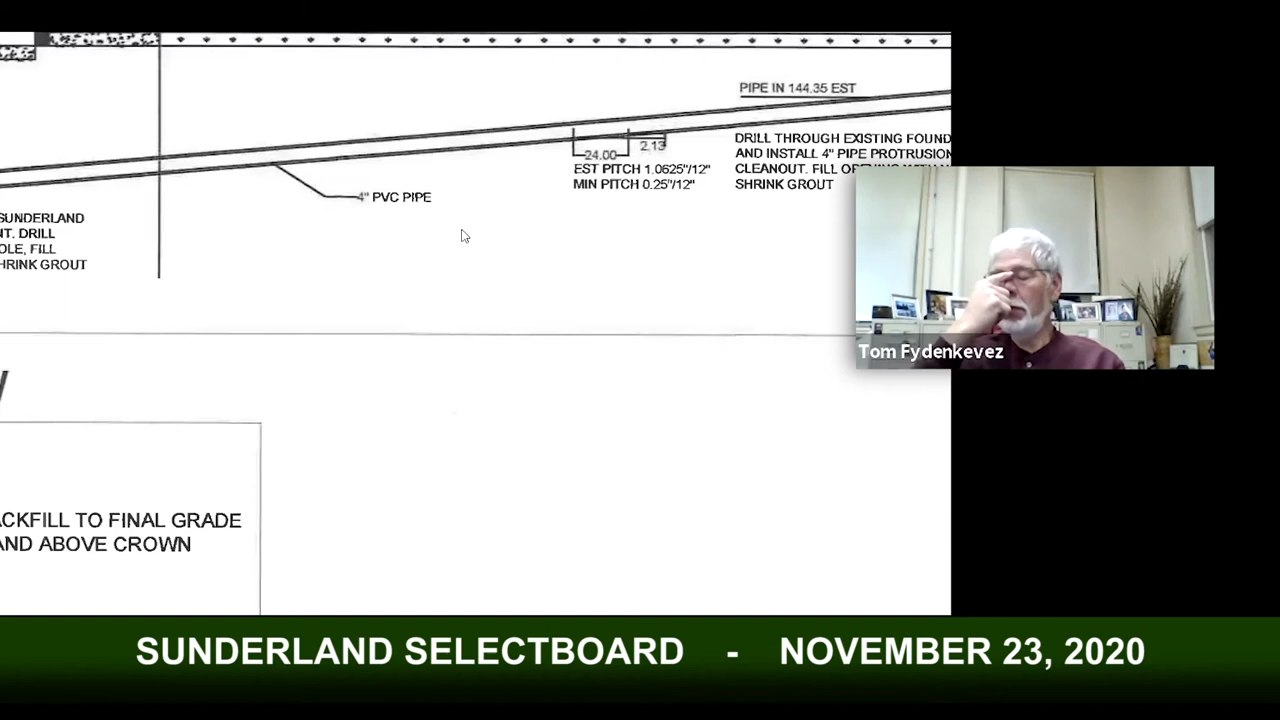 PIPE IN 144.35 EST
24.00
2.13
EST PITCH 1.0625"/12"
MIN PITCH 0.25"/12"
DRILL THROUGH EXISTING FOUND
AND INSTALL 4" PIPE PROTRUSION
CLEANOUT. FILL
SHRINK GROUT
4" PVC PIPE
SUNDERLAND
NT. DRILL
OLE, FILL
HRINK GROUT
Tom Fydenkevez
ACKFILL TO FINAL GRADE
AND ABOVE CROWN
SUNDERLAND SELECTBOARD - NOVEMBER 23, 2020